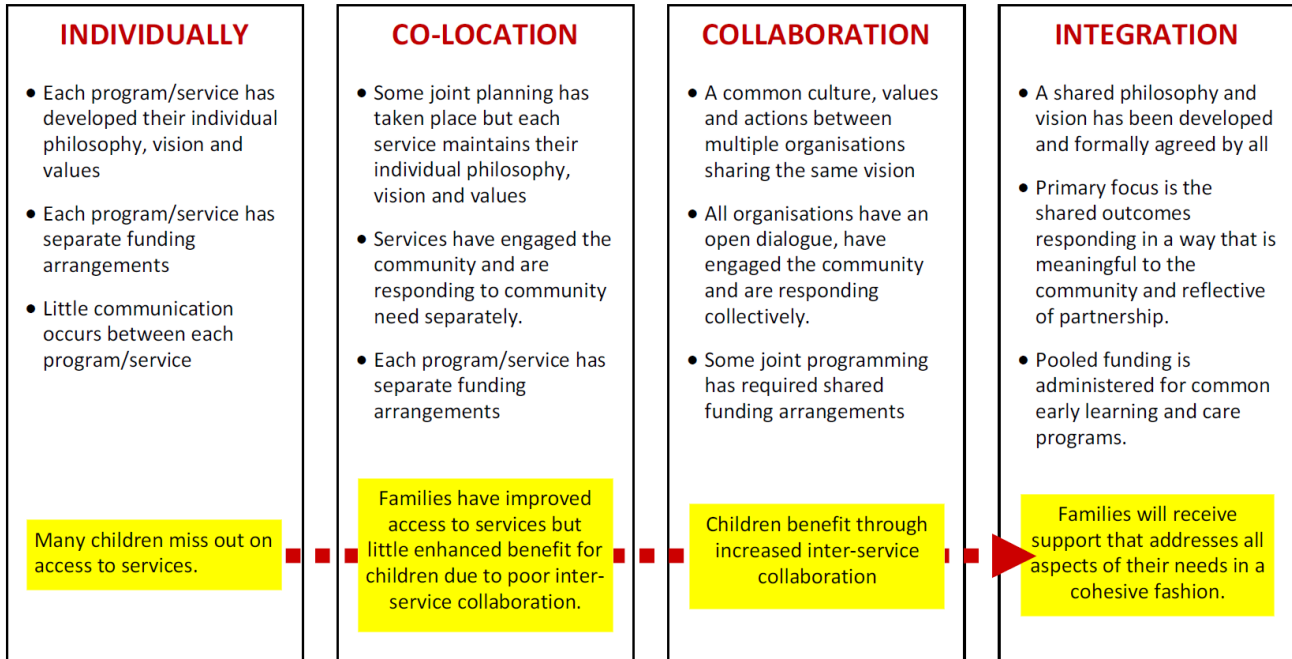 INDIVIDUALLY
• Each program/service has
developed their individual
philosophy, vision and
values
• Each program/service has
separate funding
arrangements
• Little communication
occurs between each
program/service
Many children miss out on
access to services.
CO-LOCATION
• Some joint planning has
taken place but each
service maintains their
individual philosophy,
vision and values
• Services have engaged the
community and are
responding to community
need separately.
• Each program/service has
separate funding
arrangements
Families have improved
access to services but
little enhanced benefit for
children due to poor inter-
service collaboration.
COLLABORATION
• A common culture, values
and actions between
multiple organisations
sharing the same vision
• All organisations have an
open dialogue, have
engaged the community
and are responding
collectively.
• Some joint programming
has required shared
funding arrangements
Children benefit through
increased inter-service
collaboration
INTEGRATION
• A shared philosophy and
vision has been developed
and formally agreed by all
• Primary focus is the
shared outcomes
responding in a way that is
meaningful to the
community and reflective
of partnership.
• Pooled funding is
administered for common
early learning and care
programs.
Families will receive
support that addresses all
aspects of their needs in a
cohesive fashion.